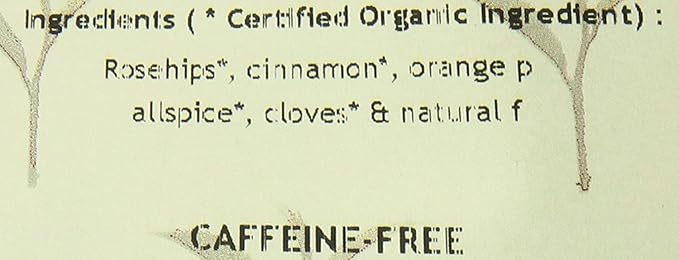 Ingredients ( * Certified Organic Ingredient) :
Rosehips*, cinnamon*, orange p
allspice*, cloves* & natural f
CAFFEINE-FREE